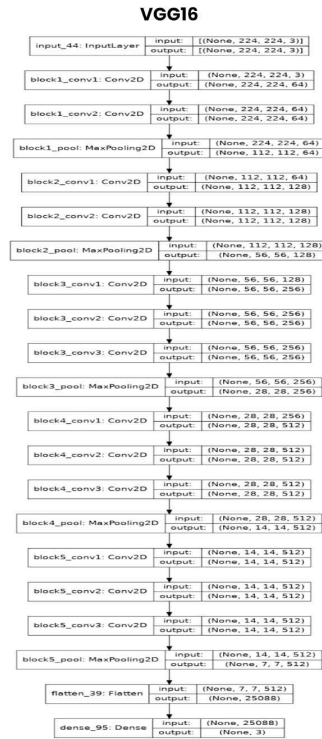 VGG16
input_44: InputLayer input: [(None, 224, 224, 3)]
output: [(None, 224, 224, 3)]
block1_conv1: Conv2D input: (None, 224, 224, 3)
output: (None, 224, 224, 64)
block1_conv2: Conv2D input: (None, 224, 224, 64)
output: (None, 224, 224, 64)
block1_pool: MaxPooling2D input: (None, 224, 224, 64)
output: (None, 112, 112, 64)
block2_conv1: Conv2D input: (None, 112, 112, 64)
output: (None, 112, 112, 128)
block2_conv2: Conv2D input: (None, 112, 112, 128)
output: (None, 112, 112, 128)
block2_pool: MaxPooling2D input: (None, 112, 112, 128)
output: (None, 56, 56, 128)
block3_conv1: Conv2D input: (None, 56, 56, 128)
output: (None, 56, 56, 256)
block3_conv2: Conv2D input: (None, 56, 56, 256)
output: (None, 56, 56, 256)
block3_conv3: Conv2D input: (None, 56, 56, 256)
output: (None, 56, 56, 256)
block3_pool: MaxPooling2D input: (None, 56, 56, 256)
output: (None, 28, 28, 256)
block4_conv1: Conv2D input: (None, 28, 28, 256)
output: (None, 28, 28, 512)
block4_conv2: Conv2D input: (None, 28, 28, 512)
output: (None, 28, 28, 512)
block4_conv3: Conv2D input: (None, 28, 28, 512)
output: (None, 28, 28, 512)
block4_pool: MaxPooling2D input: (None, 28, 28, 512)
output: (None, 14, 14, 512)
block5_conv1: Conv2D input: (None, 14, 14, 512)
output: (None, 14, 14, 512)
block5_conv2: Conv2D input: (None, 14, 14, 512)
output: (None, 14, 14, 512)
block5_conv3: Conv2D input: (None, 14, 14, 512)
output: (None, 14, 14, 512)
block5_pool: MaxPooling2D input: (None, 14, 14, 512)
output: (None, 7, 7, 512)
flatten_39: Flatten input: (None, 7, 7, 512)
output: (None, 25088)
dense_95: Dense input: (None, 25088)
output: (None, 3)